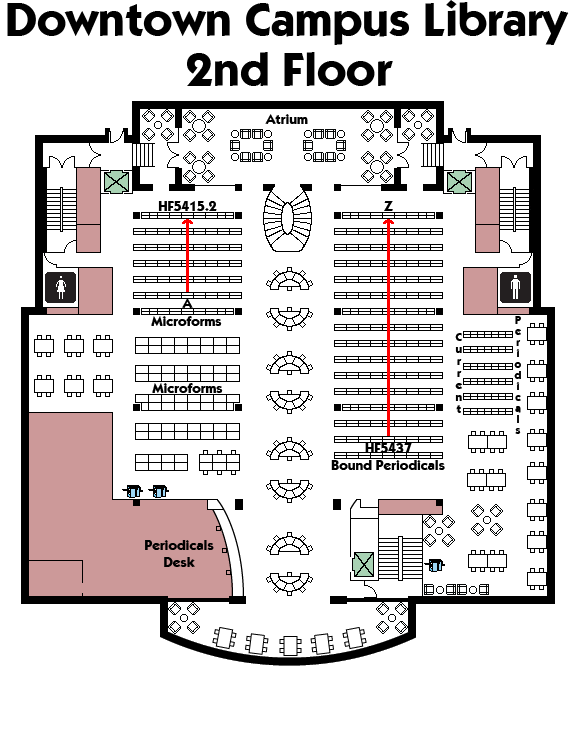 Downtown Campus Library
2nd Floor
Atrium
HF5415.2
Z
A
Microforms
Current
Periodicals
Microforms
HF5437
Bound Periodicals
Periodicals
Desk